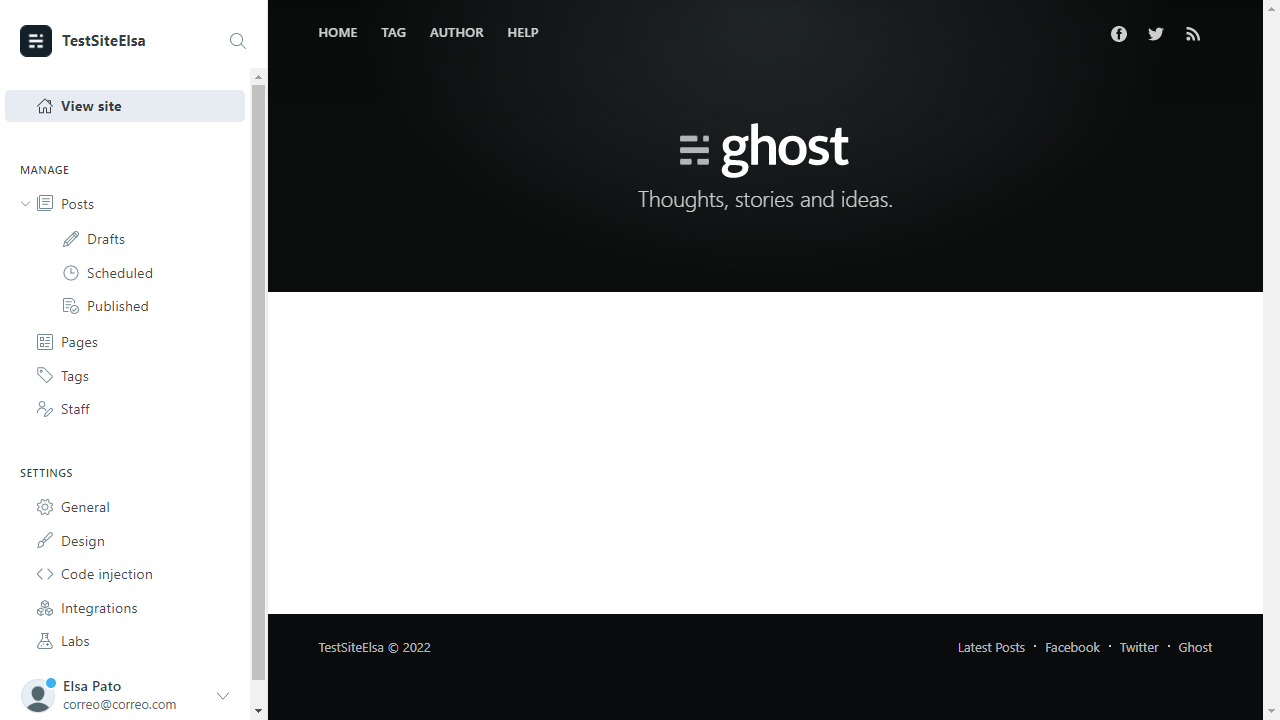 TestSiteElsa
View site
MANAGE
Posts
Drafts
Scheduled
Published
Pages
Tags
Staff
SETTINGS
General
Design
Code injection
Integrations
Labs
Elsa Pato
correo@correo.com
HOME TAG AUTHOR HELP
ghost
Thoughts, stories and ideas.
TestSiteElsa © 2022
Latest Posts · Facebook · Twitter · Ghost